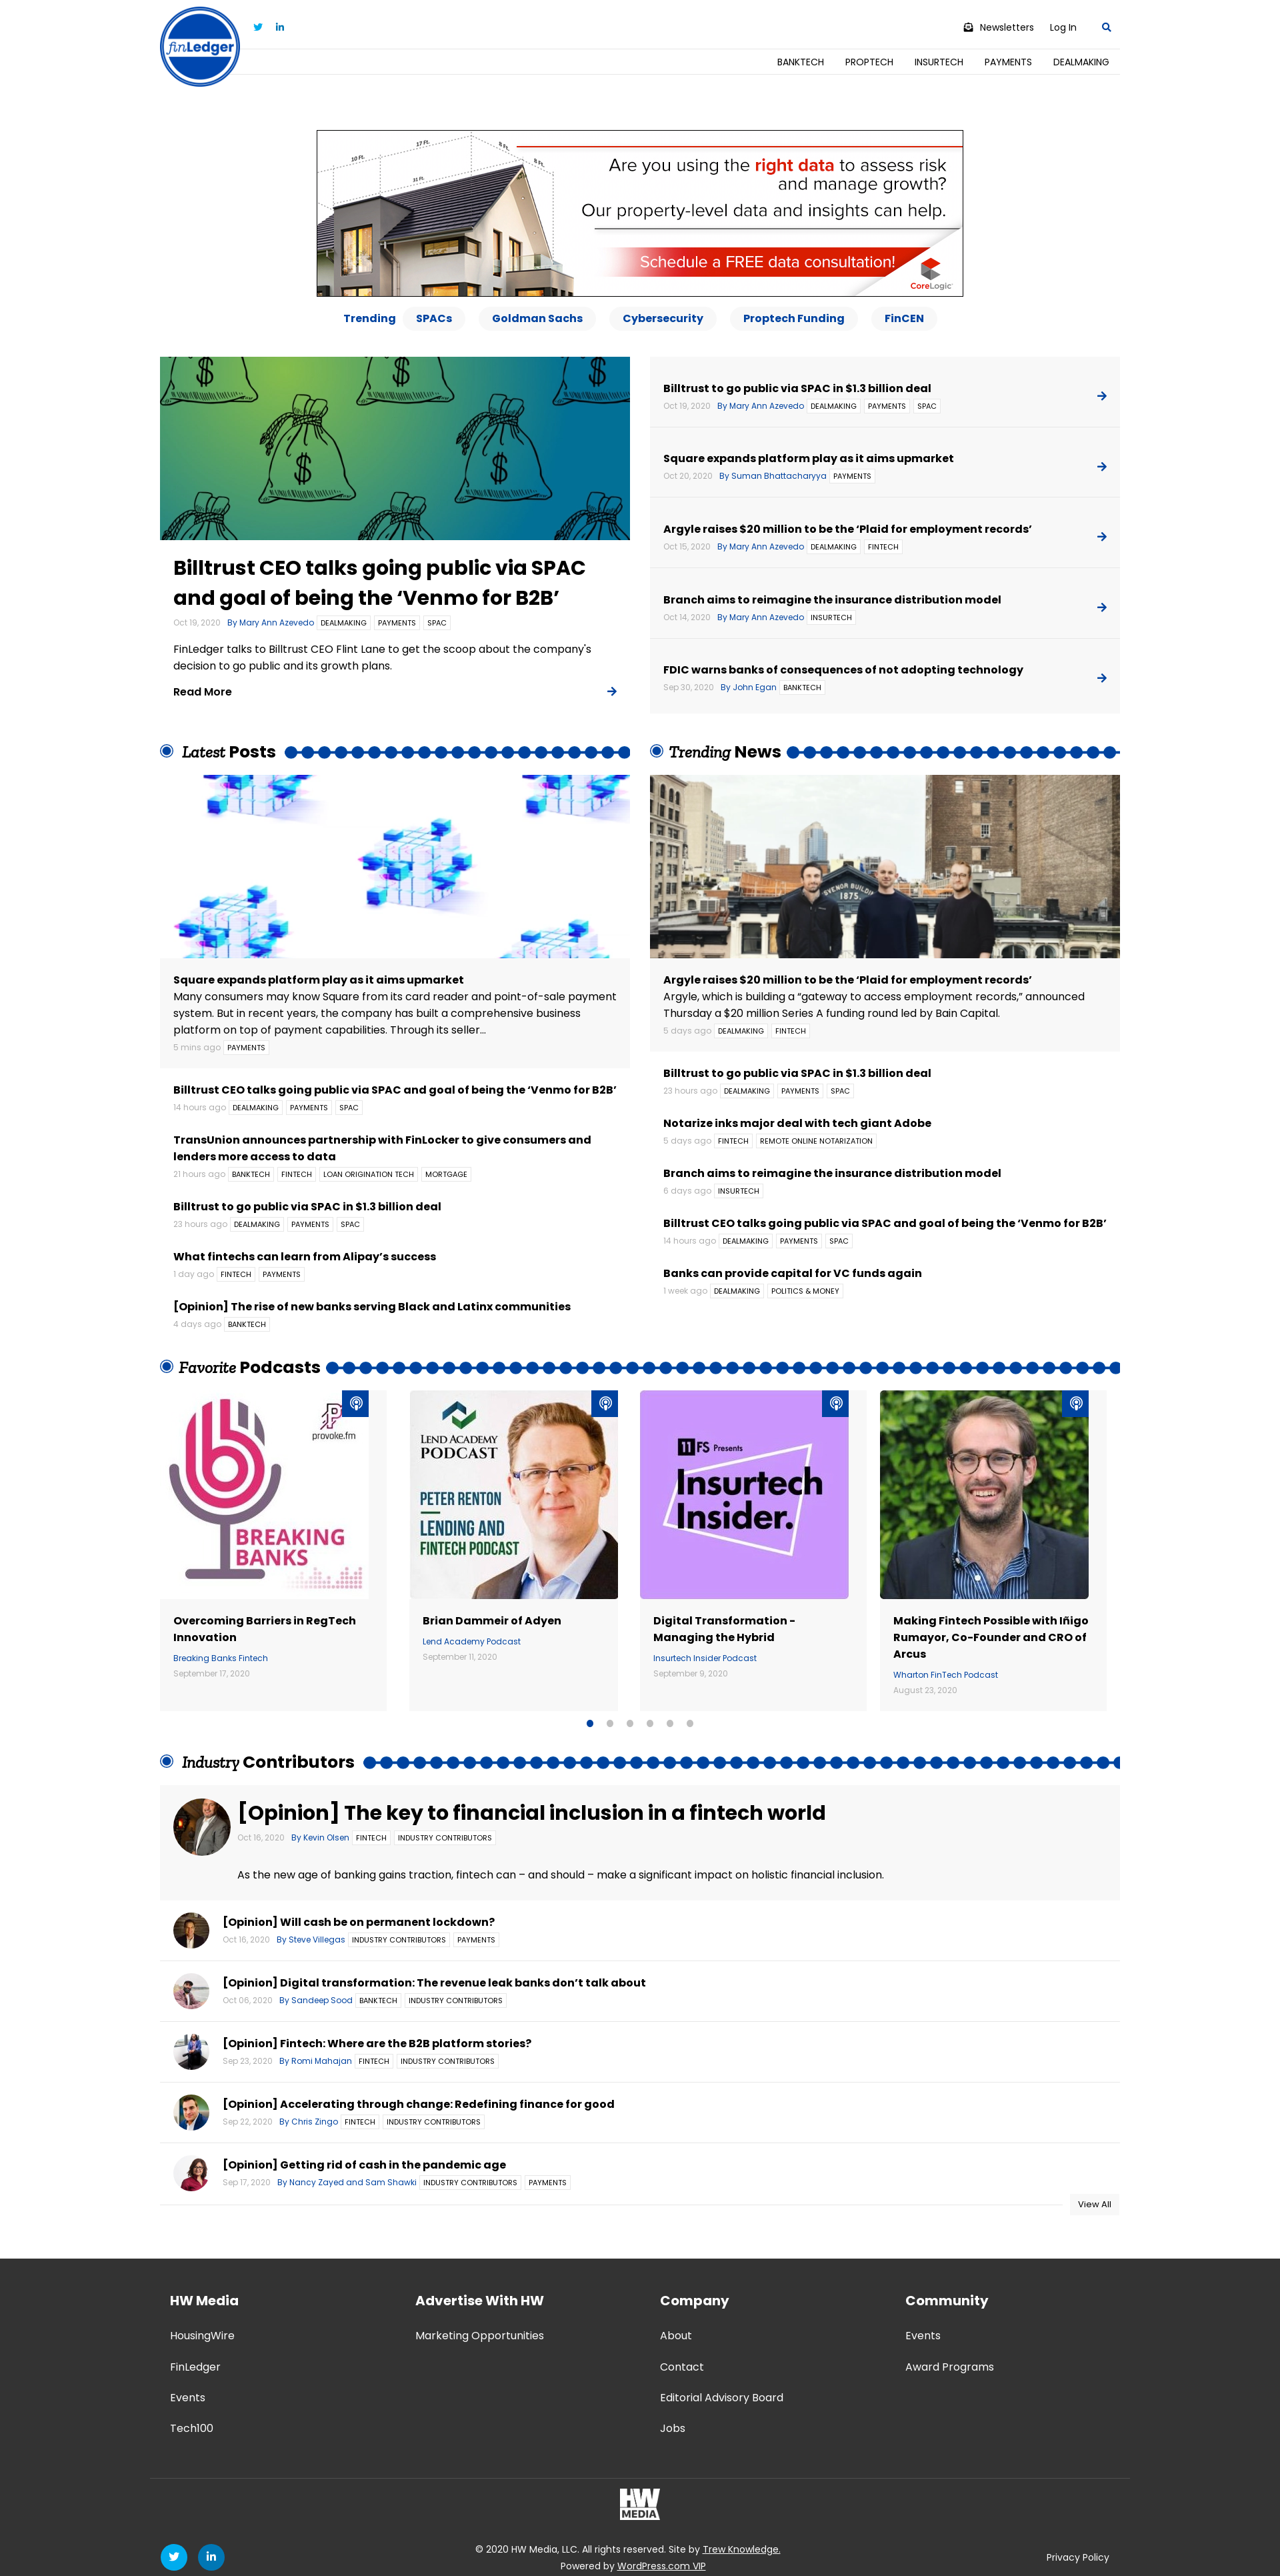 finLedger
Newsletters
Log In
BANKTECH
PROPTECH
INSURTECH
PAYMENTS
DEALMAKING
10 FT.
17 FT.
8 FT.
8 FT.
31 FT.
Are you using the right data to assess risk
and manage growth?
Our property-level data and insights can help.
Schedule a FREE data consultation!
CoreLogic
Trending
SPACs
Goldman Sachs
Cybersecurity
Proptech Funding
FinCEN
Billtrust CEO talks going public via SPAC
and goal of being the ‘Venmo for B2B’
Oct 19, 2020 By Mary Ann Azevedo DEALMAKING PAYMENTS SPAC
FinLedger talks to Billtrust CEO Flint Lane to get the scoop about the company's
decision to go public and its growth plans.
Read More
Billtrust to go public via SPAC in $1.3 billion deal
Oct 19, 2020 By Mary Ann Azevedo DEALMAKING PAYMENTS SPAC
Square expands platform play as it aims upmarket
Oct 20, 2020 By Suman Bhattacharyya PAYMENTS
Argyle raises $20 million to be the ‘Plaid for employment records’
Oct 15, 2020 By Mary Ann Azevedo DEALMAKING FINTECH
Branch aims to reimagine the insurance distribution model
Oct 14, 2020 By Mary Ann Azevedo INSURTECH
FDIC warns banks of consequences of not adopting technology
Sep 30, 2020 By John Egan BANKTECH
Latest Posts
Square expands platform play as it aims upmarket
Many consumers may know Square from its card reader and point-of-sale payment
system. But in recent years, the company has built a comprehensive business
platform on top of payment capabilities. Through its seller...
5 mins ago PAYMENTS
Billtrust CEO talks going public via SPAC and goal of being the ‘Venmo for B2B’
14 hours ago DEALMAKING PAYMENTS SPAC
TransUnion announces partnership with FinLocker to give consumers and
lenders more access to data
21 hours ago BANKTECH FINTECH LOAN ORIGINATION TECH MORTGAGE
Billtrust to go public via SPAC in $1.3 billion deal
23 hours ago DEALMAKING PAYMENTS SPAC
What fintechs can learn from Alipay’s success
1 day ago FINTECH PAYMENTS
[Opinion] The rise of new banks serving Black and Latinx communities
4 days ago BANKTECH
Trending News
GROSVENOR BUILDING
1875.
Argyle raises $20 million to be the ‘Plaid for employment records’
Argyle, which is building a “gateway to access employment records,” announced
Thursday a $20 million Series A funding round led by Bain Capital.
5 days ago DEALMAKING FINTECH
Billtrust to go public via SPAC in $1.3 billion deal
23 hours ago DEALMAKING PAYMENTS SPAC
Notarize inks major deal with tech giant Adobe
5 days ago FINTECH REMOTE ONLINE NOTARIZATION
Branch aims to reimagine the insurance distribution model
6 days ago INSURTECH
Billtrust CEO talks going public via SPAC and goal of being the ‘Venmo for B2B’
14 hours ago DEALMAKING PAYMENTS SPAC
Banks can provide capital for VC funds again
1 week ago DEALMAKING POLITICS & MONEY
Favorite Podcasts
provoke.fm
BREAKING
BANKS
Overcoming Barriers in RegTech
Innovation
Breaking Banks Fintech
September 17, 2020
LEND ACADEMY
PODCAST
PETER RENTON
LENDING AND
FINTECH PODCAST
Brian Dammeir of Adyen
Lend Academy Podcast
September 11, 2020
11:FS Presents
Insurtech
Insider.
Digital Transformation -
Managing the Hybrid
Insurtech Insider Podcast
September 9, 2020
Making Fintech Possible with Iñigo
Rumayor, Co-Founder and CRO of
Arcus
Wharton FinTech Podcast
August 23, 2020
Industry Contributors
[Opinion] The key to financial inclusion in a fintech world
Oct 16, 2020 By Kevin Olsen FINTECH INDUSTRY CONTRIBUTORS
As the new age of banking gains traction, fintech can – and should – make a significant impact on holistic financial inclusion.
[Opinion] Will cash be on permanent lockdown?
Oct 16, 2020 By Steve Villegas INDUSTRY CONTRIBUTORS PAYMENTS
[Opinion] Digital transformation: The revenue leak banks don’t talk about
Oct 06, 2020 By Sandeep Sood BANKTECH INDUSTRY CONTRIBUTORS
[Opinion] Fintech: Where are the B2B platform stories?
Sep 23, 2020 By Romi Mahajan FINTECH INDUSTRY CONTRIBUTORS
[Opinion] Accelerating through change: Redefining finance for good
Sep 22, 2020 By Chris Zingo FINTECH INDUSTRY CONTRIBUTORS
[Opinion] Getting rid of cash in the pandemic age
Sep 17, 2020 By Nancy Zayed and Sam Shawki INDUSTRY CONTRIBUTORS PAYMENTS
View All
HW Media
HousingWire
FinLedger
Events
Tech100
Advertise With HW
Marketing Opportunities
Company
About
Contact
Editorial Advisory Board
Jobs
Community
Events
Award Programs
HW
MEDIA
© 2020 HW Media, LLC. All rights reserved. Site by Trew Knowledge.
Powered by WordPress.com VIP
Privacy Policy